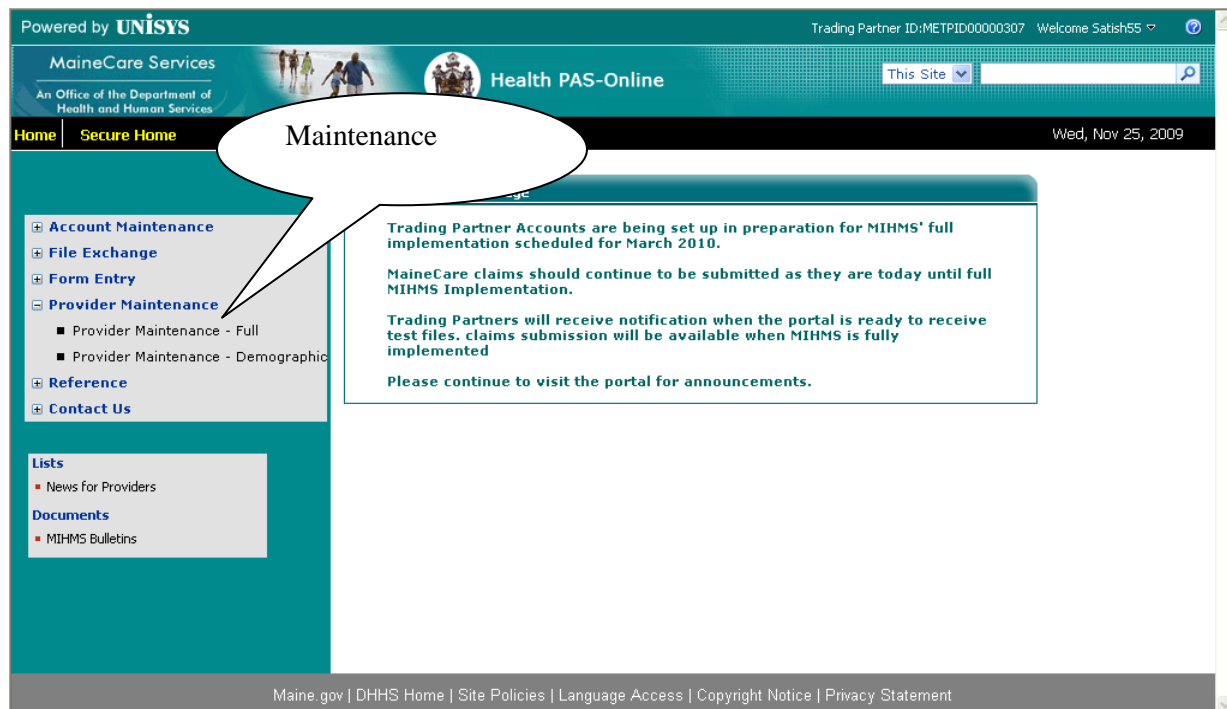 Powered by UNİSYS
Trading Partner ID:METPID00000307 Welcome Satish55
MaineCare Services
An Office of the Department of
Health and Human Services
Health PAS-Online
This Site
Home Secure Home
Wed, Nov 25, 2009
Maintenance
Account Maintenance
File Exchange
Form Entry
Provider Maintenance
Provider Maintenance - Full
Provider Maintenance - Demographic
Reference
Contact Us
Trading Partner Accounts are being set up in preparation for MIHMS' full
implementation scheduled for March 2010.
MaineCare claims should continue to be submitted as they are today until full
MIHMS Implementation.
Trading Partners will receive notification when the portal is ready to receive
test files. claims submission will be available when MIHMS is fully
implemented
Please continue to visit the portal for announcements.
Lists
News for Providers
Documents
MIHMS Bulletins
Maine.gov | DHHS Home | Site Policies | Language Access | Copyright Notice | Privacy Statement